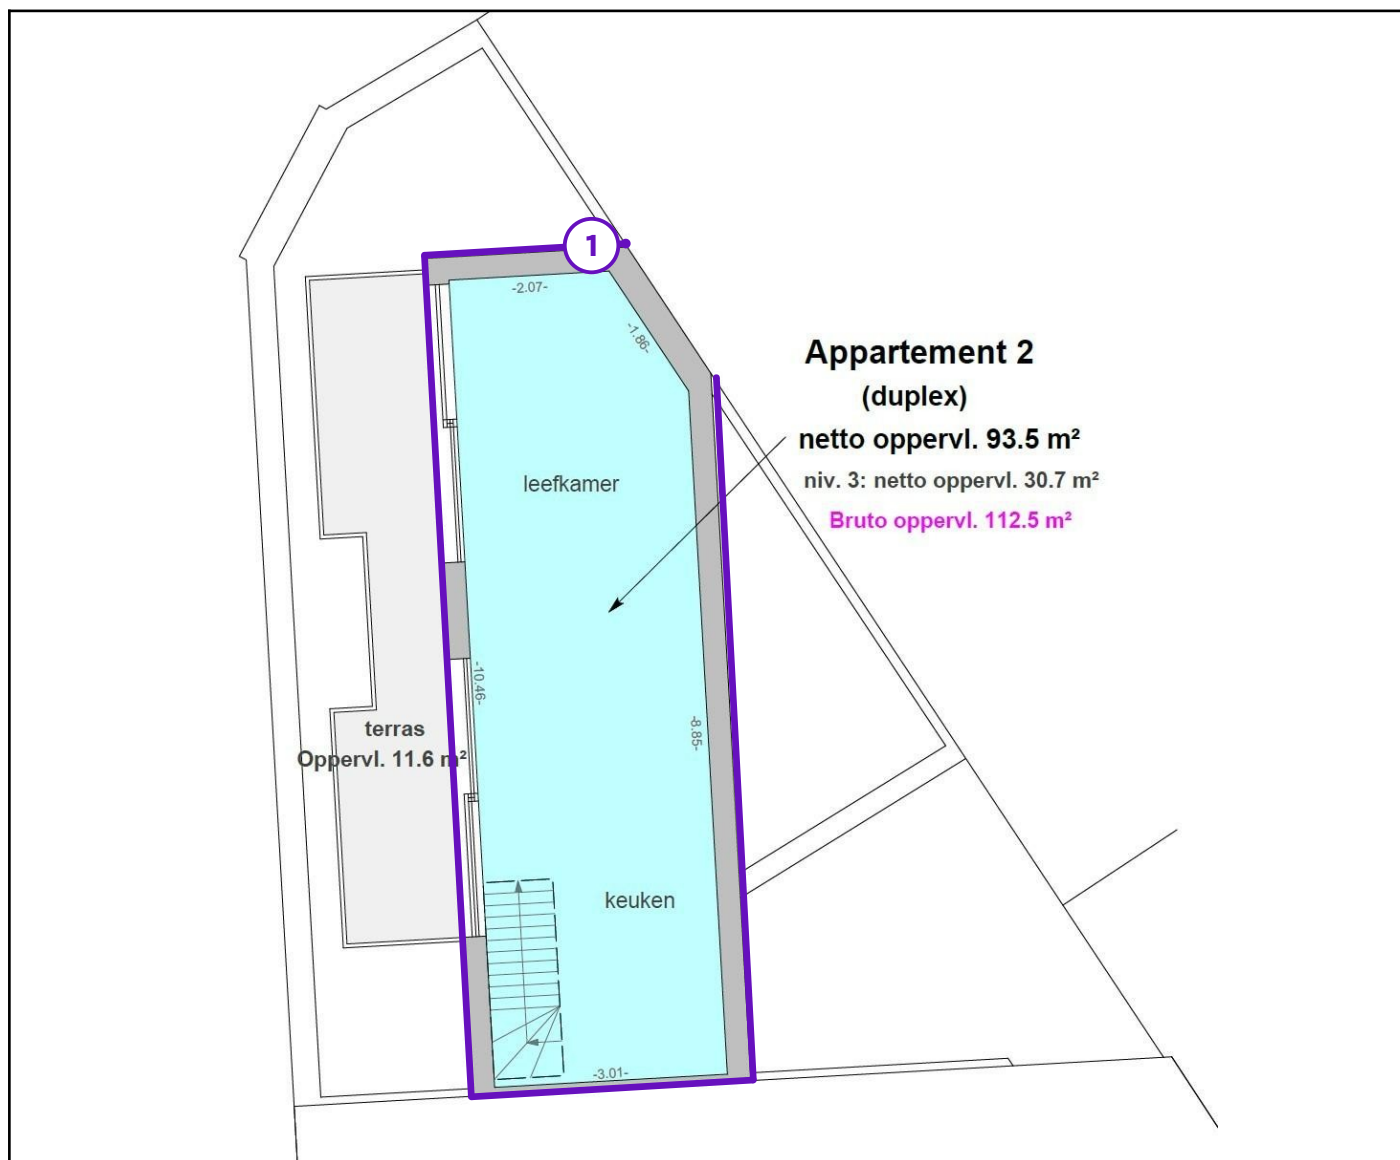 1
-2.07-
-1.86-
Appartement 2
(duplex)
netto oppervl. 93.5 m²
niv. 3: netto oppervl. 30.7 m²
Bruto oppervl. 112.5 m²
leefkamer
-10.46-
-8.85-
terras
Oppervl. 11.6 m²
keuken
-3.01-